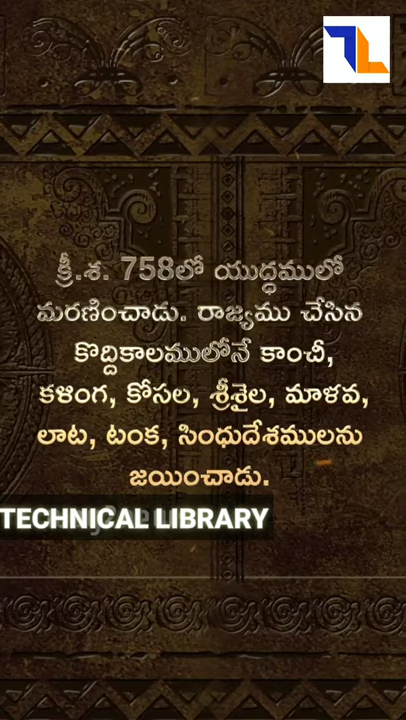 క్రీ.శ. 758లో యుద్ధములో
మరణించాడు. రాజ్యము చేసిన
కొద్దికాలములోనే కాంచీ,
కళింగ, కోసల, శ్రీశైల, మాళవ,
లాట, టంక, సింధుదేశములను
జయించాడు.
TECHNICAL LIBRARY